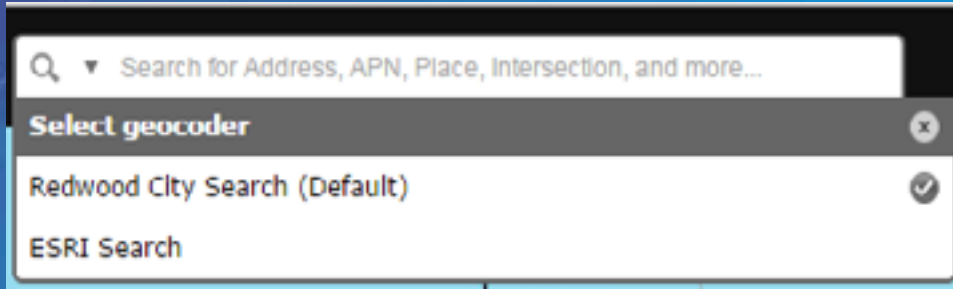 Search for Address, APN, Place, Intersection, and more...
Select geocoder
Redwood City Search (Default)
ESRI Search